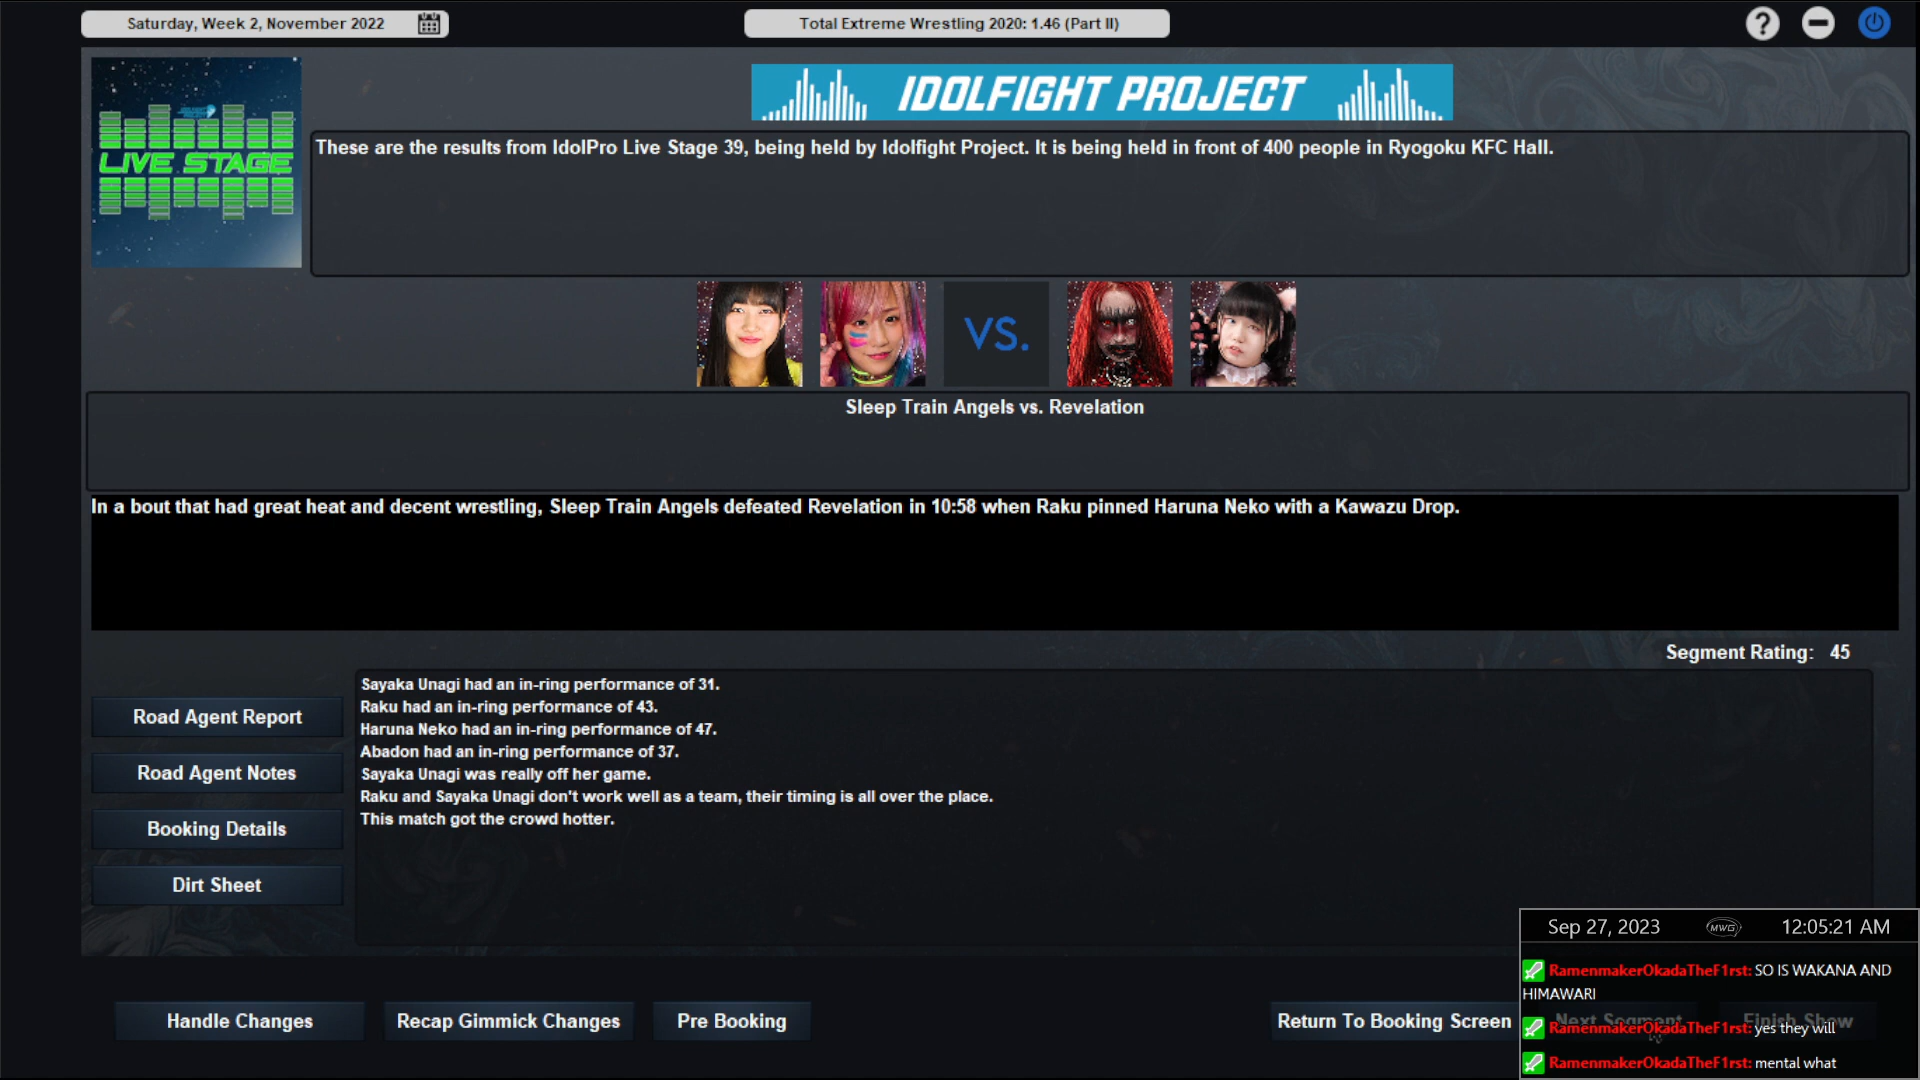 Saturday, Week 2, November 2022
Total Extreme Wrestling 2020: 1.46 (Part II)
?
LIVE STAGE
IDOLFIGHT PROJECT
These are the results from IdolPro Live Stage 39, being held by Idolfight Project. It is being held in front of 400 people in Ryogoku KFC Hall.
VS.
Sleep Train Angels vs. Revelation
In a bout that had great heat and decent wrestling, Sleep Train Angels defeated Revelation in 10:58 when Raku pinned Haruna Neko with a Kawazu Drop.
Segment Rating: 45
Road Agent Report
Road Agent Notes
Booking Details
Dirt Sheet
Sayaka Unagi had an in-ring performance of 31.
Raku had an in-ring performance of 43.
Haruna Neko had an in-ring performance of 47.
Abadon had an in-ring performance of 37.
Sayaka Unagi was really off her game.
Raku and Sayaka Unagi don't work well as a team, their timing is all over the place.
This match got the crowd hotter.
Handle Changes
Recap Gimmick Changes
Pre Booking
Return To Booking Screen
Next Segment
Finish Show
Sep 27, 2023
MWG
12:05:21 AM
RamenmakerOkadaTheF1rst: SO IS WAKANA AND
HIMAWARI
RamenmakerOkadaTheF1rst: yes they will
RamenmakerOkadaTheF1rst: mental what